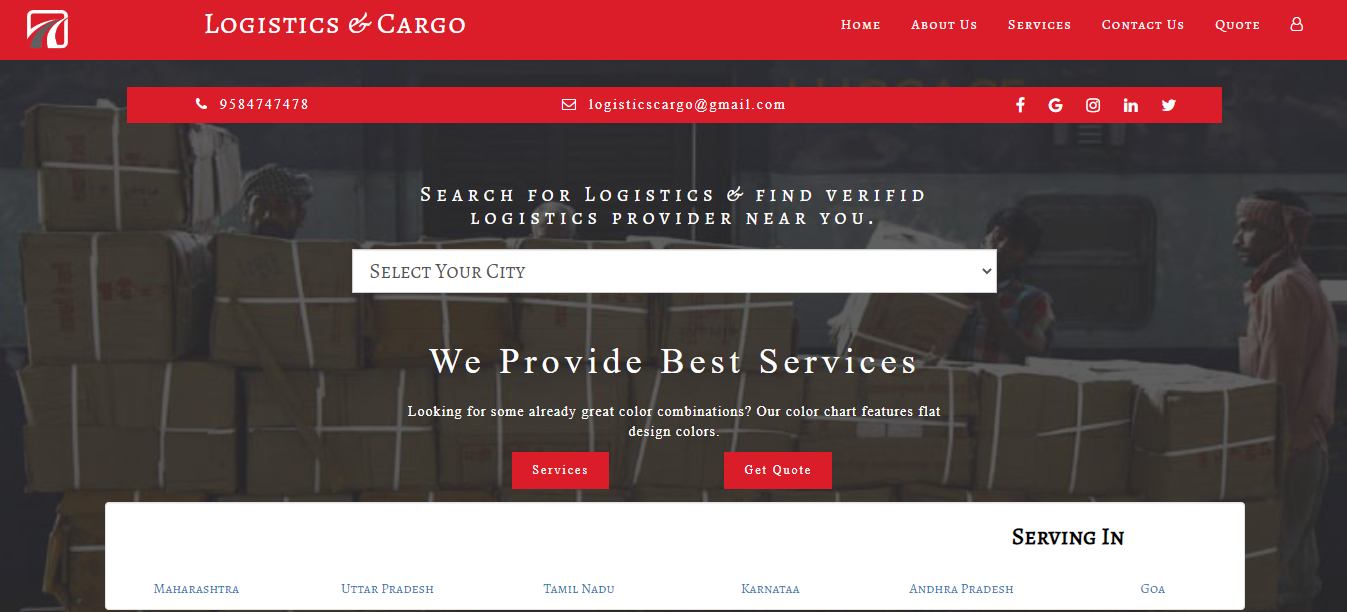 Logistics & Cargo
Home About Us Services Contact Us Quote
9584747478 logisticscargo@gmail.com
Search for Logistics & find verifid
logistics provider near you.
Select Your City
We Provide Best Services
Looking for some already great color combinations? Our color chart features flat
design colors.
Services Get Quote
Serving In
Maharashtra Uttar Pradesh Tamil Nadu Karnataa Andhra Pradesh Goa